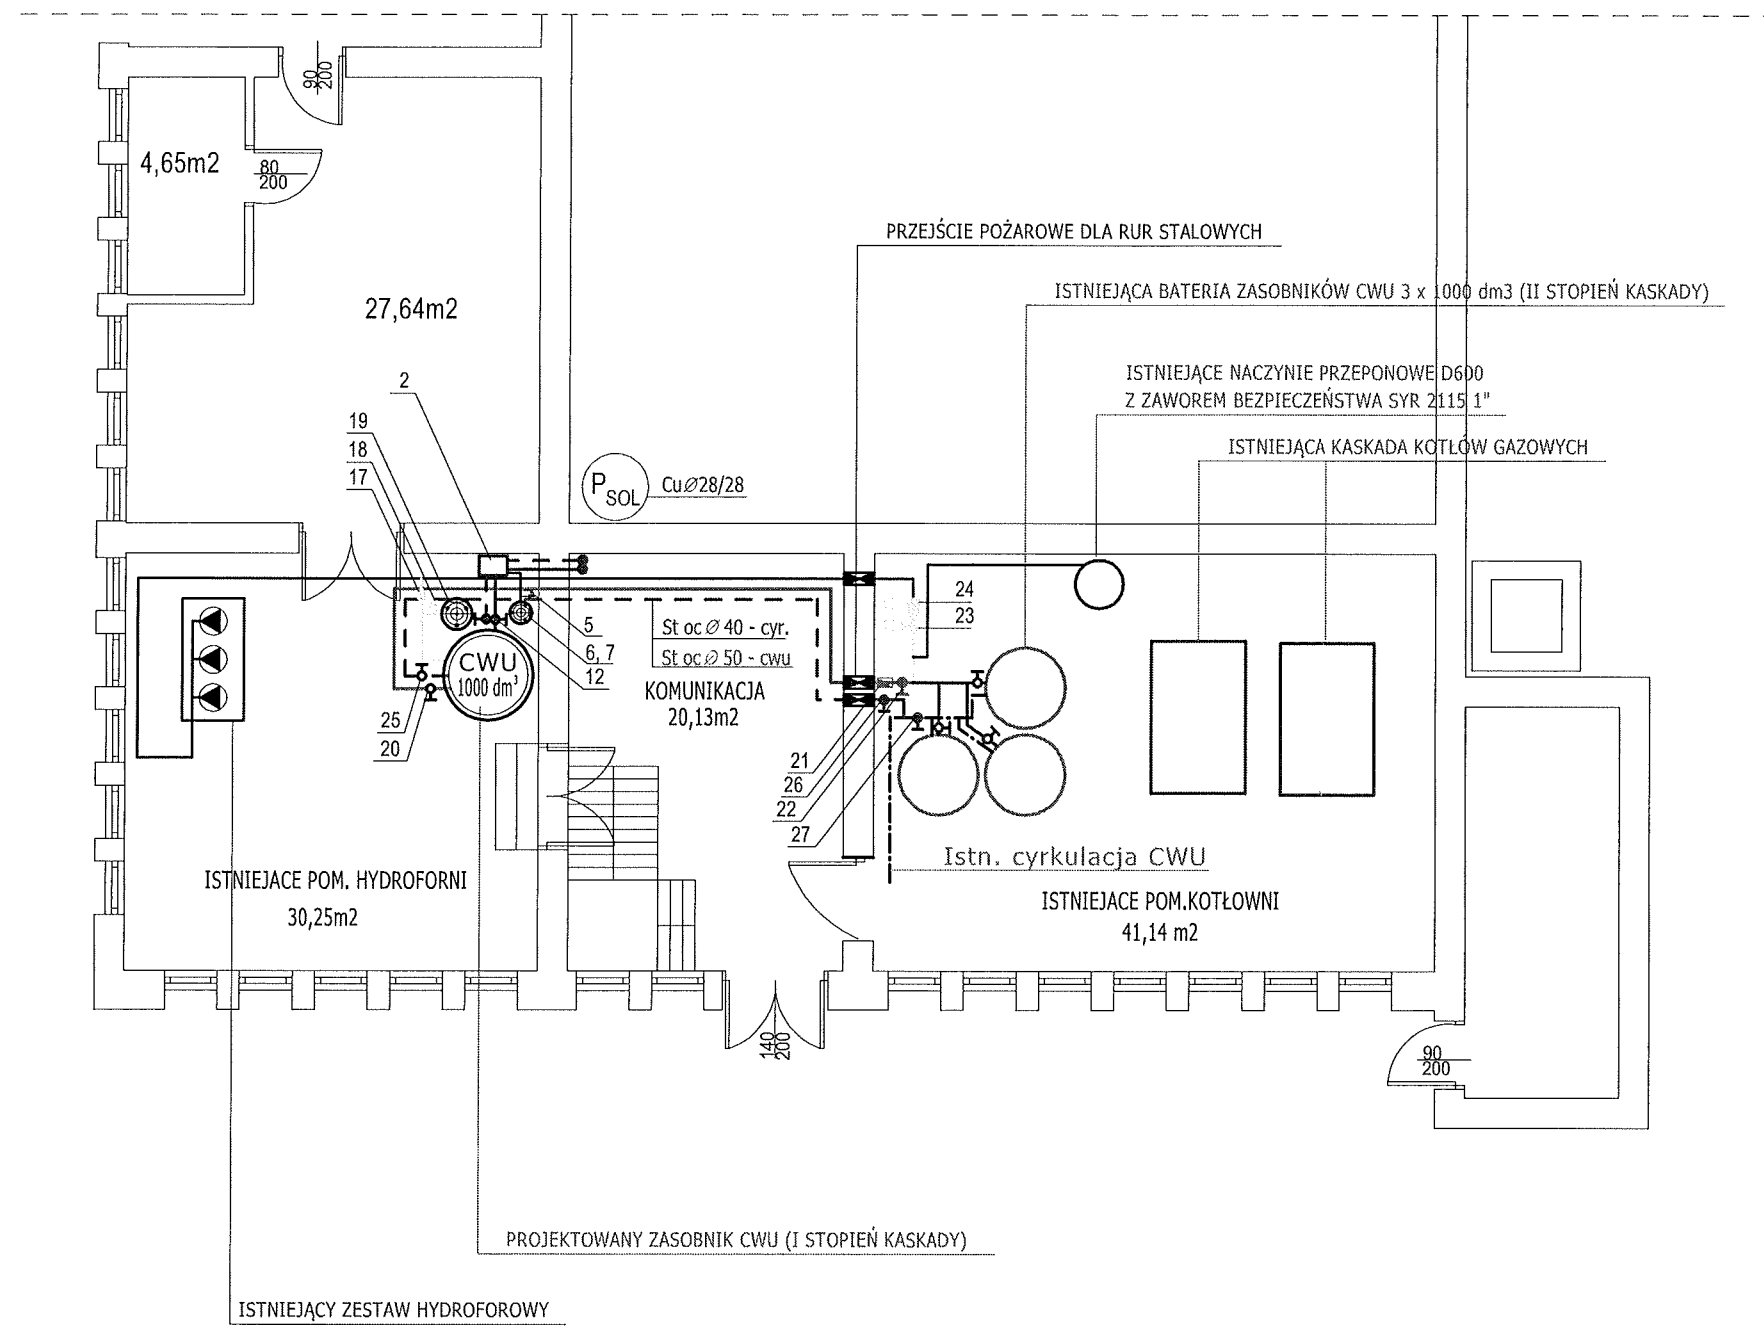 90
200
4,65m2
80
200
PRZEJŚCIE POŻAROWE DLA RUR STALOWYCH
27,64m2
ISTNIEJĄCA BATERIA ZASOBNIKÓW CWU 3 x 1000 dm3 (II STOPIEŃ KASKADY)
2
ISTNIEJĄCE NACZYNIE PRZEPONOWE D600
Z ZAWOREM BEZPIECZEŃSTWA SYR 2115 1"
19
18
17
ISTNIEJĄCA KASKADA KOTŁÓW GAZOWYCH
PSOL
Cu∅28/28
24
23
5
6, 7
12
St oc ∅ 40 - cyr.
St oc ∅ 50 - cwu
CWU
1000 dm³
KOMUNIKACJA
20,13m2
25
20
21
26
22
27
Istn. cyrkulacja CWU
ISTNIEJACE POM. HYDROFORNI
30,25m2
ISTNIEJACE POM.KOTŁOWNI
41,14 m2
140
200
90
200
PROJEKTOWANY ZASOBNIK CWU (I STOPIEŃ KASKADY)
ISTNIEJĄCY ZESTAW HYDROFOROWY